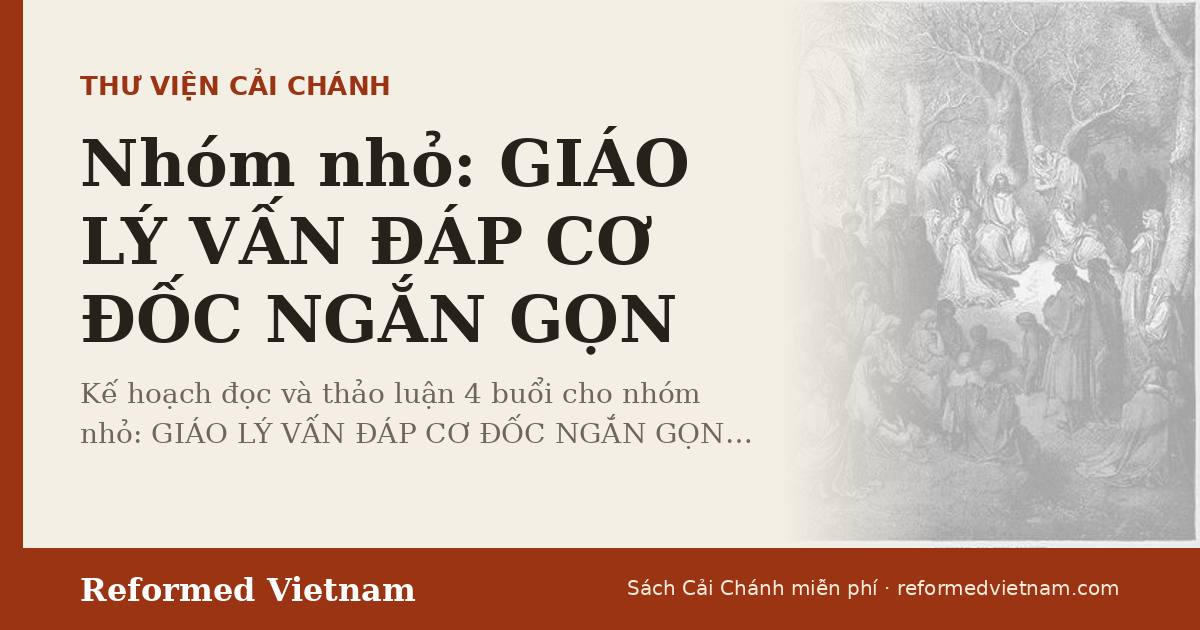 THƯ VIỆN CẢI CHÁNH
Nhóm nhỏ: GIÁO
LÝ VẤN ĐÁP CƠ
ĐỐC NGẮN GỌN
Kế hoạch đọc và thảo luận 4 buổi cho nhóm
nhỏ: GIÁO LÝ VẤN ĐÁP CƠ ĐỐC NGẮN GỌN...
Reformed Vietnam
Sách Cải Chánh miễn phí · reformedvietnam.com